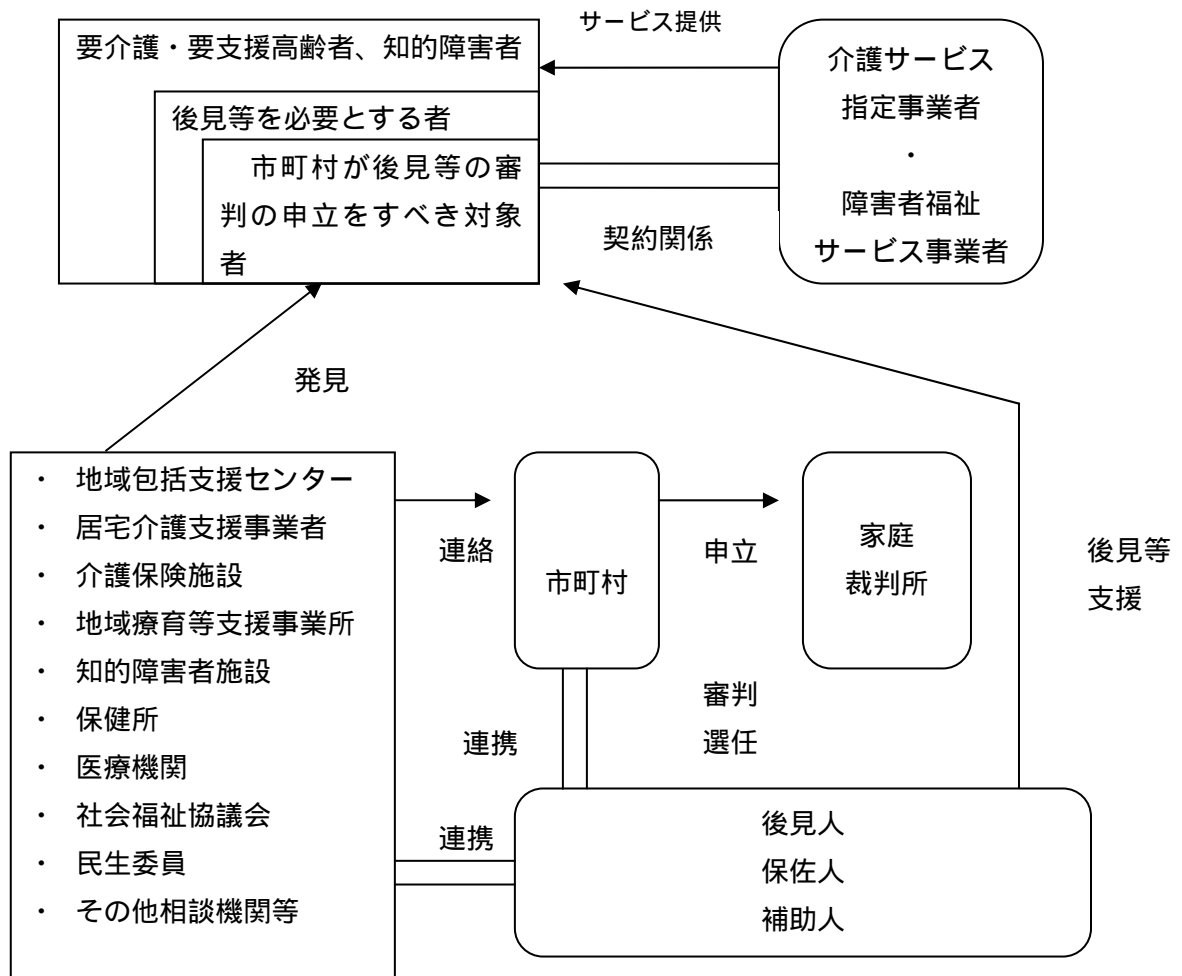 サービス提供
要介護・要支援高齢者、知的障害者
後見等を必要とする者
市町村が後見等の審
判の申立をすべき対象
者
介護サービス
指定事業者
・
障害者福祉
サービス事業者
契約関係
発見
・ 地域包括支援センター
・ 居宅介護支援事業者
・ 介護保険施設
・ 地域療育等支援事業所
・ 知的障害者施設
・ 保健所
・ 医療機関
・ 社会福祉協議会
・ 民生委員
・ その他相談機関等
連絡
市町村
申立
家庭
裁判所
後見等
支援
審判
選任
連携
連携
後見人
保佐人
補助人